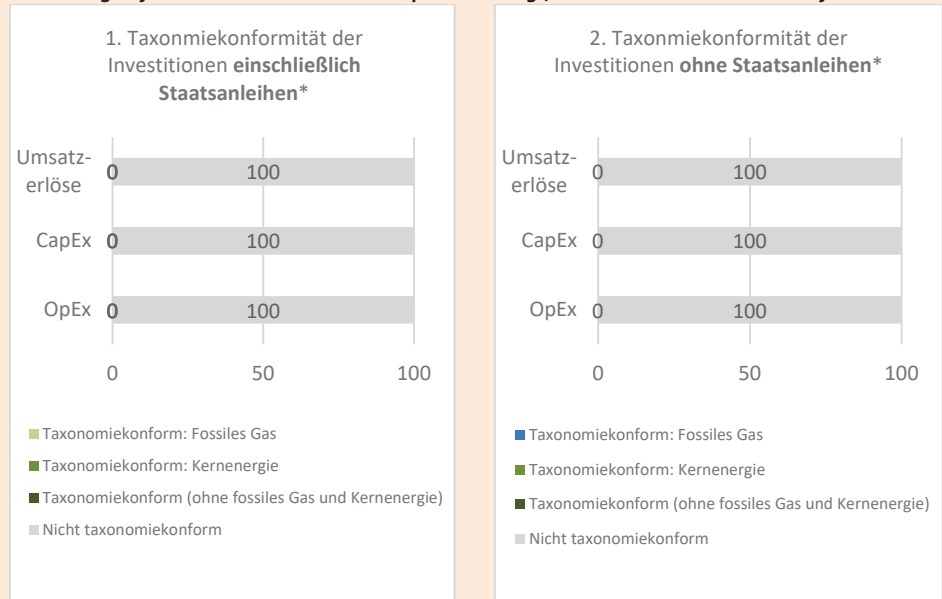 1. Taxonmiekonformität der
Investitionen einschließlich
Staatsanleihen*
Umsatz-
erlöse
0 100
CapEx 0 100
OpEx 0 100
0 50 100
Taxonomiekonform: Fossiles Gas
Taxonomiekonform: Kernenergie
Taxonomiekonform (ohne fossiles Gas und Kernenergie)
Nicht taxonomiekonform
2. Taxonmiekonformität der
Investitionen ohne Staatsanleihen*
Umsatz-
erlöse
0 100
CapEx 0 100
OpEx 0 100
0 50 100
Taxonomiekonform: Fossiles Gas
Taxonomiekonform: Kernenergie
Taxonomiekonform (ohne fossiles Gas und Kernenergie)
Nicht taxonomiekonform